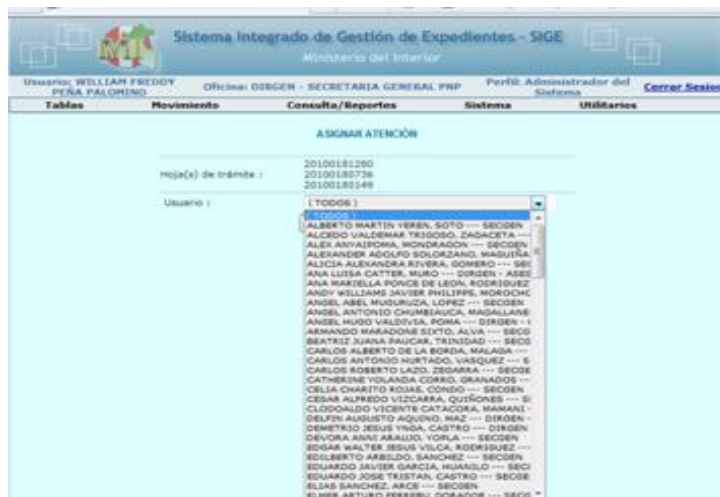 Sistema Integrado de Gestión de Expedientes - SIGE
Ministerio del Interior
Usuario: WILLIAM FREDDY PEÑA PALOMINO
Oficina: DIRGEN - SECRETARIA GENERAL PNP
Perfil: Administrador del Sistema
Cerrar Sesion
Tablas Movimiento Consulta/Reportes Sistema Utilitarios
ASIGNAR ATENCIÓN
Hoja(s) de trámite :
20100181280
20100180736
20100180149
Usuario :
( TODOS )
( TODOS )
ALBERTO MARTIN YEREN, SOTO --- SECGEN
ALCEDO VALDEMAR TRIGOSO, ZAGACETA ---
ALEX ANYAIPOMA, MONDRAGON --- SECGEN
ALEXANDER ADOLFO SOLORZANO, MAGUIÑA
ALICIA ALEXANDRA RIVERA, GOMERO --- SEC
ANA LUISA CATTER, MURO --- DIRGEN - ASES
ANA MARIELLA PONCE DE LEON, RODRIGUEZ
ANDY WILLIAMS JAVIER PHILIPPS, MOROCHO
ANGEL ABEL MUGURUZA, LOPEZ --- SECGEN
ANGEL ANTONIO CHUMBIAUCA, MAGALLANE
ANGEL HUGO VALDIVIA, POMA --- DIRGEN -
ARMANDO MARADONE SIXTO, ALVA --- SECG
BEATRIZ JUANA PAUCAR, TRINIDAD --- SECG
CARLOS ALBERTO DE LA BORDA, MALAGA ---
CARLOS ANTONIO HURTADO, VASQUEZ --- S
CARLOS ROBERTO LAZO, ZEGARRA --- SECGE
CATHERINE YOLANDA CORRO, GRANADOS ---
CELIA CHARITO ROJAS, CONDO --- SECGEN
CESAR ALFREDO VIZCARRA, QUIÑONES --- S
CLODOALDO VICENTE CATACORA, MAMANI -
DELFIN AUGUSTO AQUINO, MAZ --- DIRGEN -
DEMETRIO JESUS YNGA, CASTRO --- DIRGEN
DEVORA ANNI ARAUJO, YOPLA --- SECGEN
EDGAR WALTER JESUS VILCA, RODRIGUEZ ---
EDILBERTO ARBILDO, SANCHEZ --- SECGEN
EDUARDO JAVIER GARCIA, HUANILO --- SECI
EDUARDO JOSE TRISTAN, CASTRO --- SECGE
ELIAS SANCHEZ, ARCE --- SECGEN